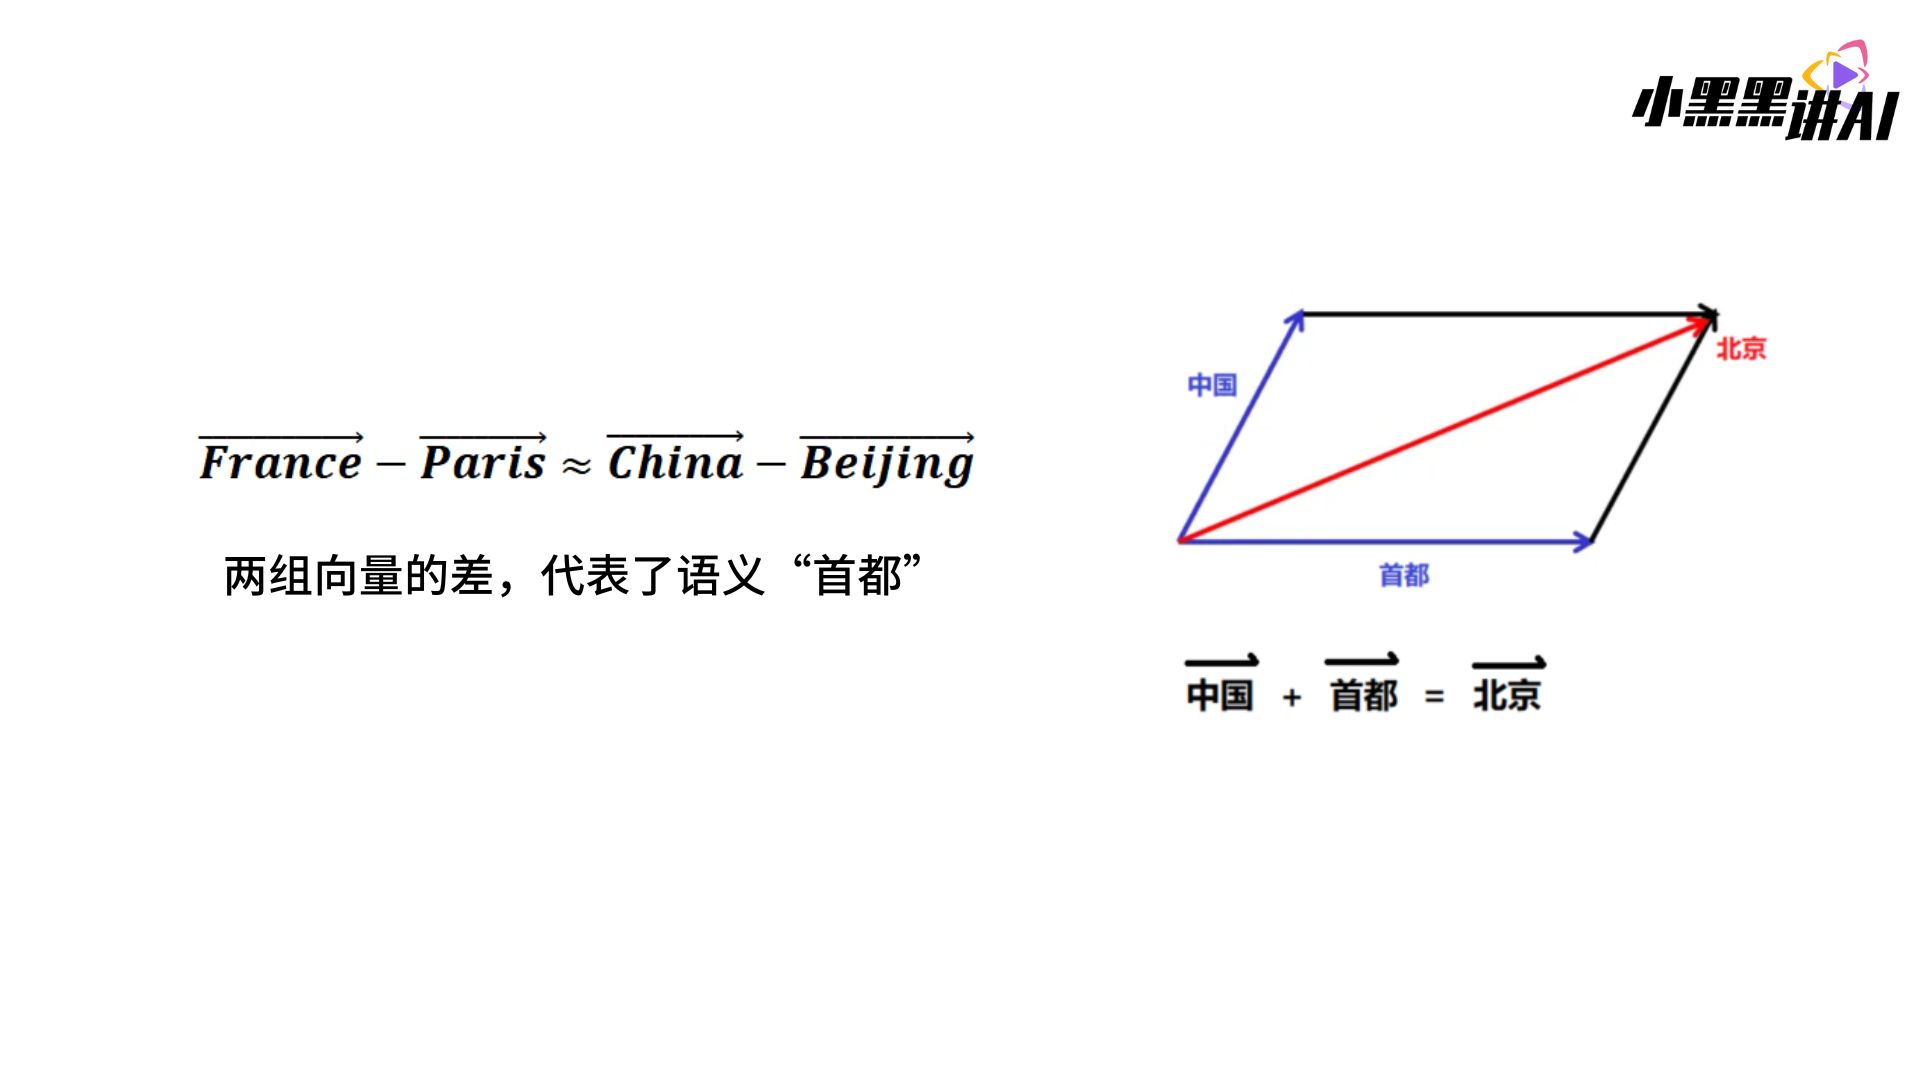 小黑黑讲AI
France − Paris ≈ China − Beijing
两组向量的差，代表了语义“首都”
中国
北京
首都
中国 + 首都 = 北京